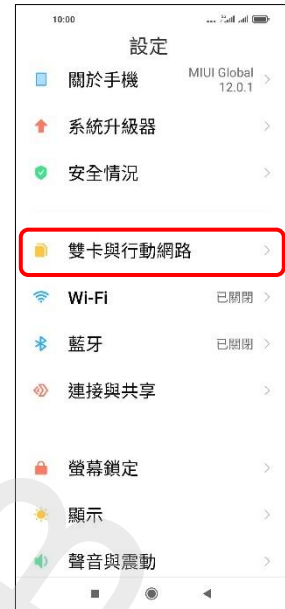 10:00
設定
關於手機 MIUI Global 12.0.1
系統升級器
安全情況
雙卡與行動網路
Wi-Fi 已關閉
藍牙 已關閉
連接與共享
螢幕鎖定
顯示
聲音與震動